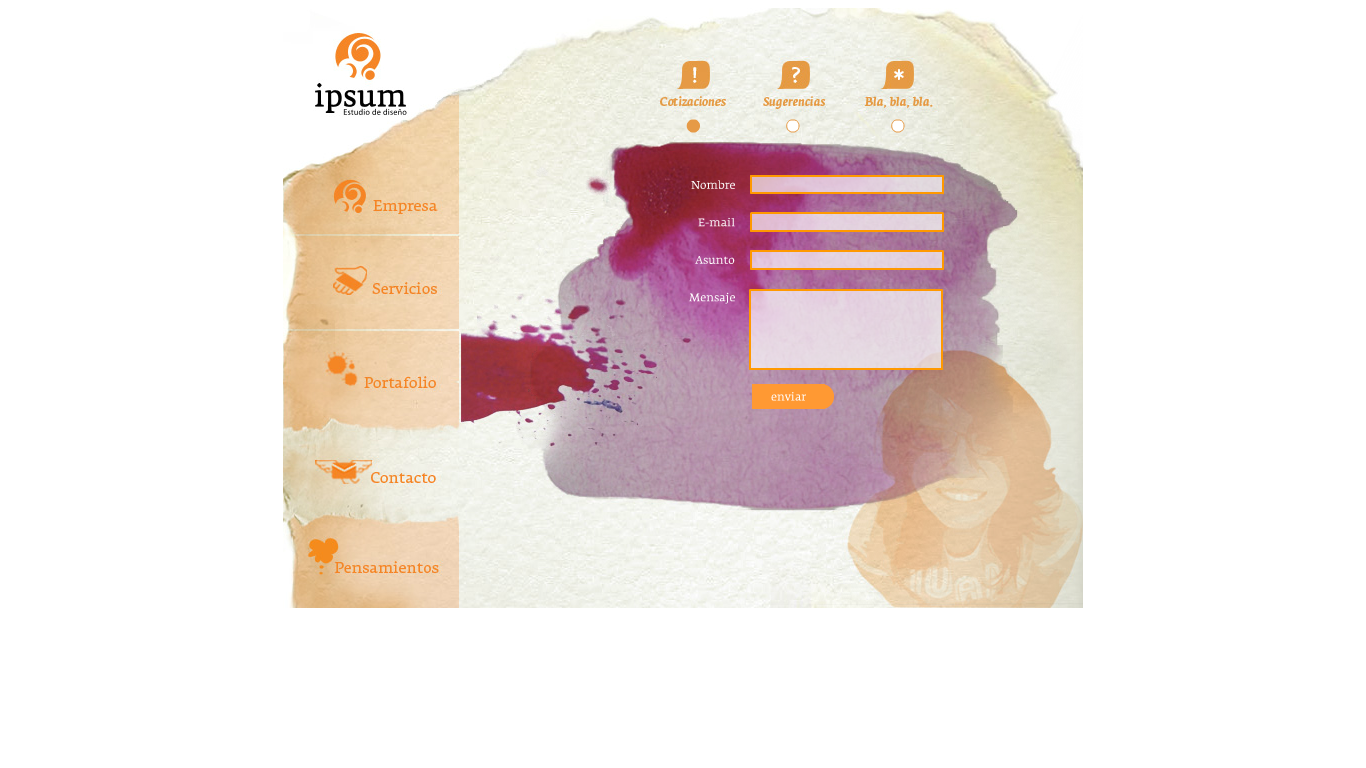 ipsum
Estudio de diseño
Cotizaciones
Sugerencias
Bla, bla, bla.
Empresa
Servicios
Portafolio
Contacto
Pensamientos
Nombre
E-mail
Asunto
Mensaje
enviar